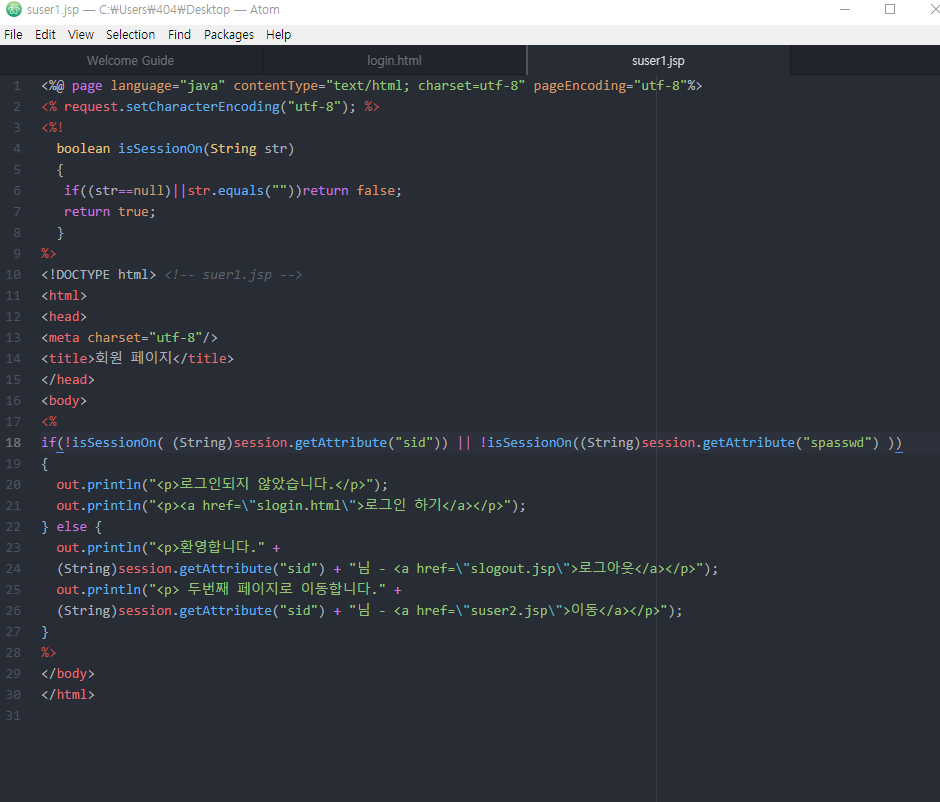 suser1.jsp — C:₩Users₩404₩Desktop — Atom
File Edit View Selection Find Packages Help
Welcome Guide login.html suser1.jsp
1 <%@ page language="java" contentType="text/html; charset=utf-8" pageEncoding="utf-8"%>
2 <% request.setCharacterEncoding("utf-8"); %>
3 <%!
4 boolean isSessionOn(String str)
5 {
6 if((str==null)||str.equals(""))return false;
7 return true;
8 }
9 %>
10 <!DOCTYPE html> <!-- suer1.jsp -->
11 <html>
12 <head>
13 <meta charset="utf-8"/>
14 <title>회원 페이지</title>
15 </head>
16 <body>
17 <%
18 if(!isSessionOn( (String)session.getAttribute("sid")) || !isSessionOn((String)session.getAttribute("spasswd") ))
19 {
20 out.println("<p>로그인되지 않았습니다.</p>");
21 out.println("<p><a href=\"slogin.html\">로그인 하기</a></p>");
22 } else {
23 out.println("<p>환영합니다." +
24 (String)session.getAttribute("sid") + "님 - <a href=\"slogout.jsp\">로그아웃</a></p>");
25 out.println("<p> 두번째 페이지로 이동합니다." +
26 (String)session.getAttribute("sid") + "님 - <a href=\"suser2.jsp\">이동</a></p>");
27 }
28 %>
29 </body>
30 </html>
31